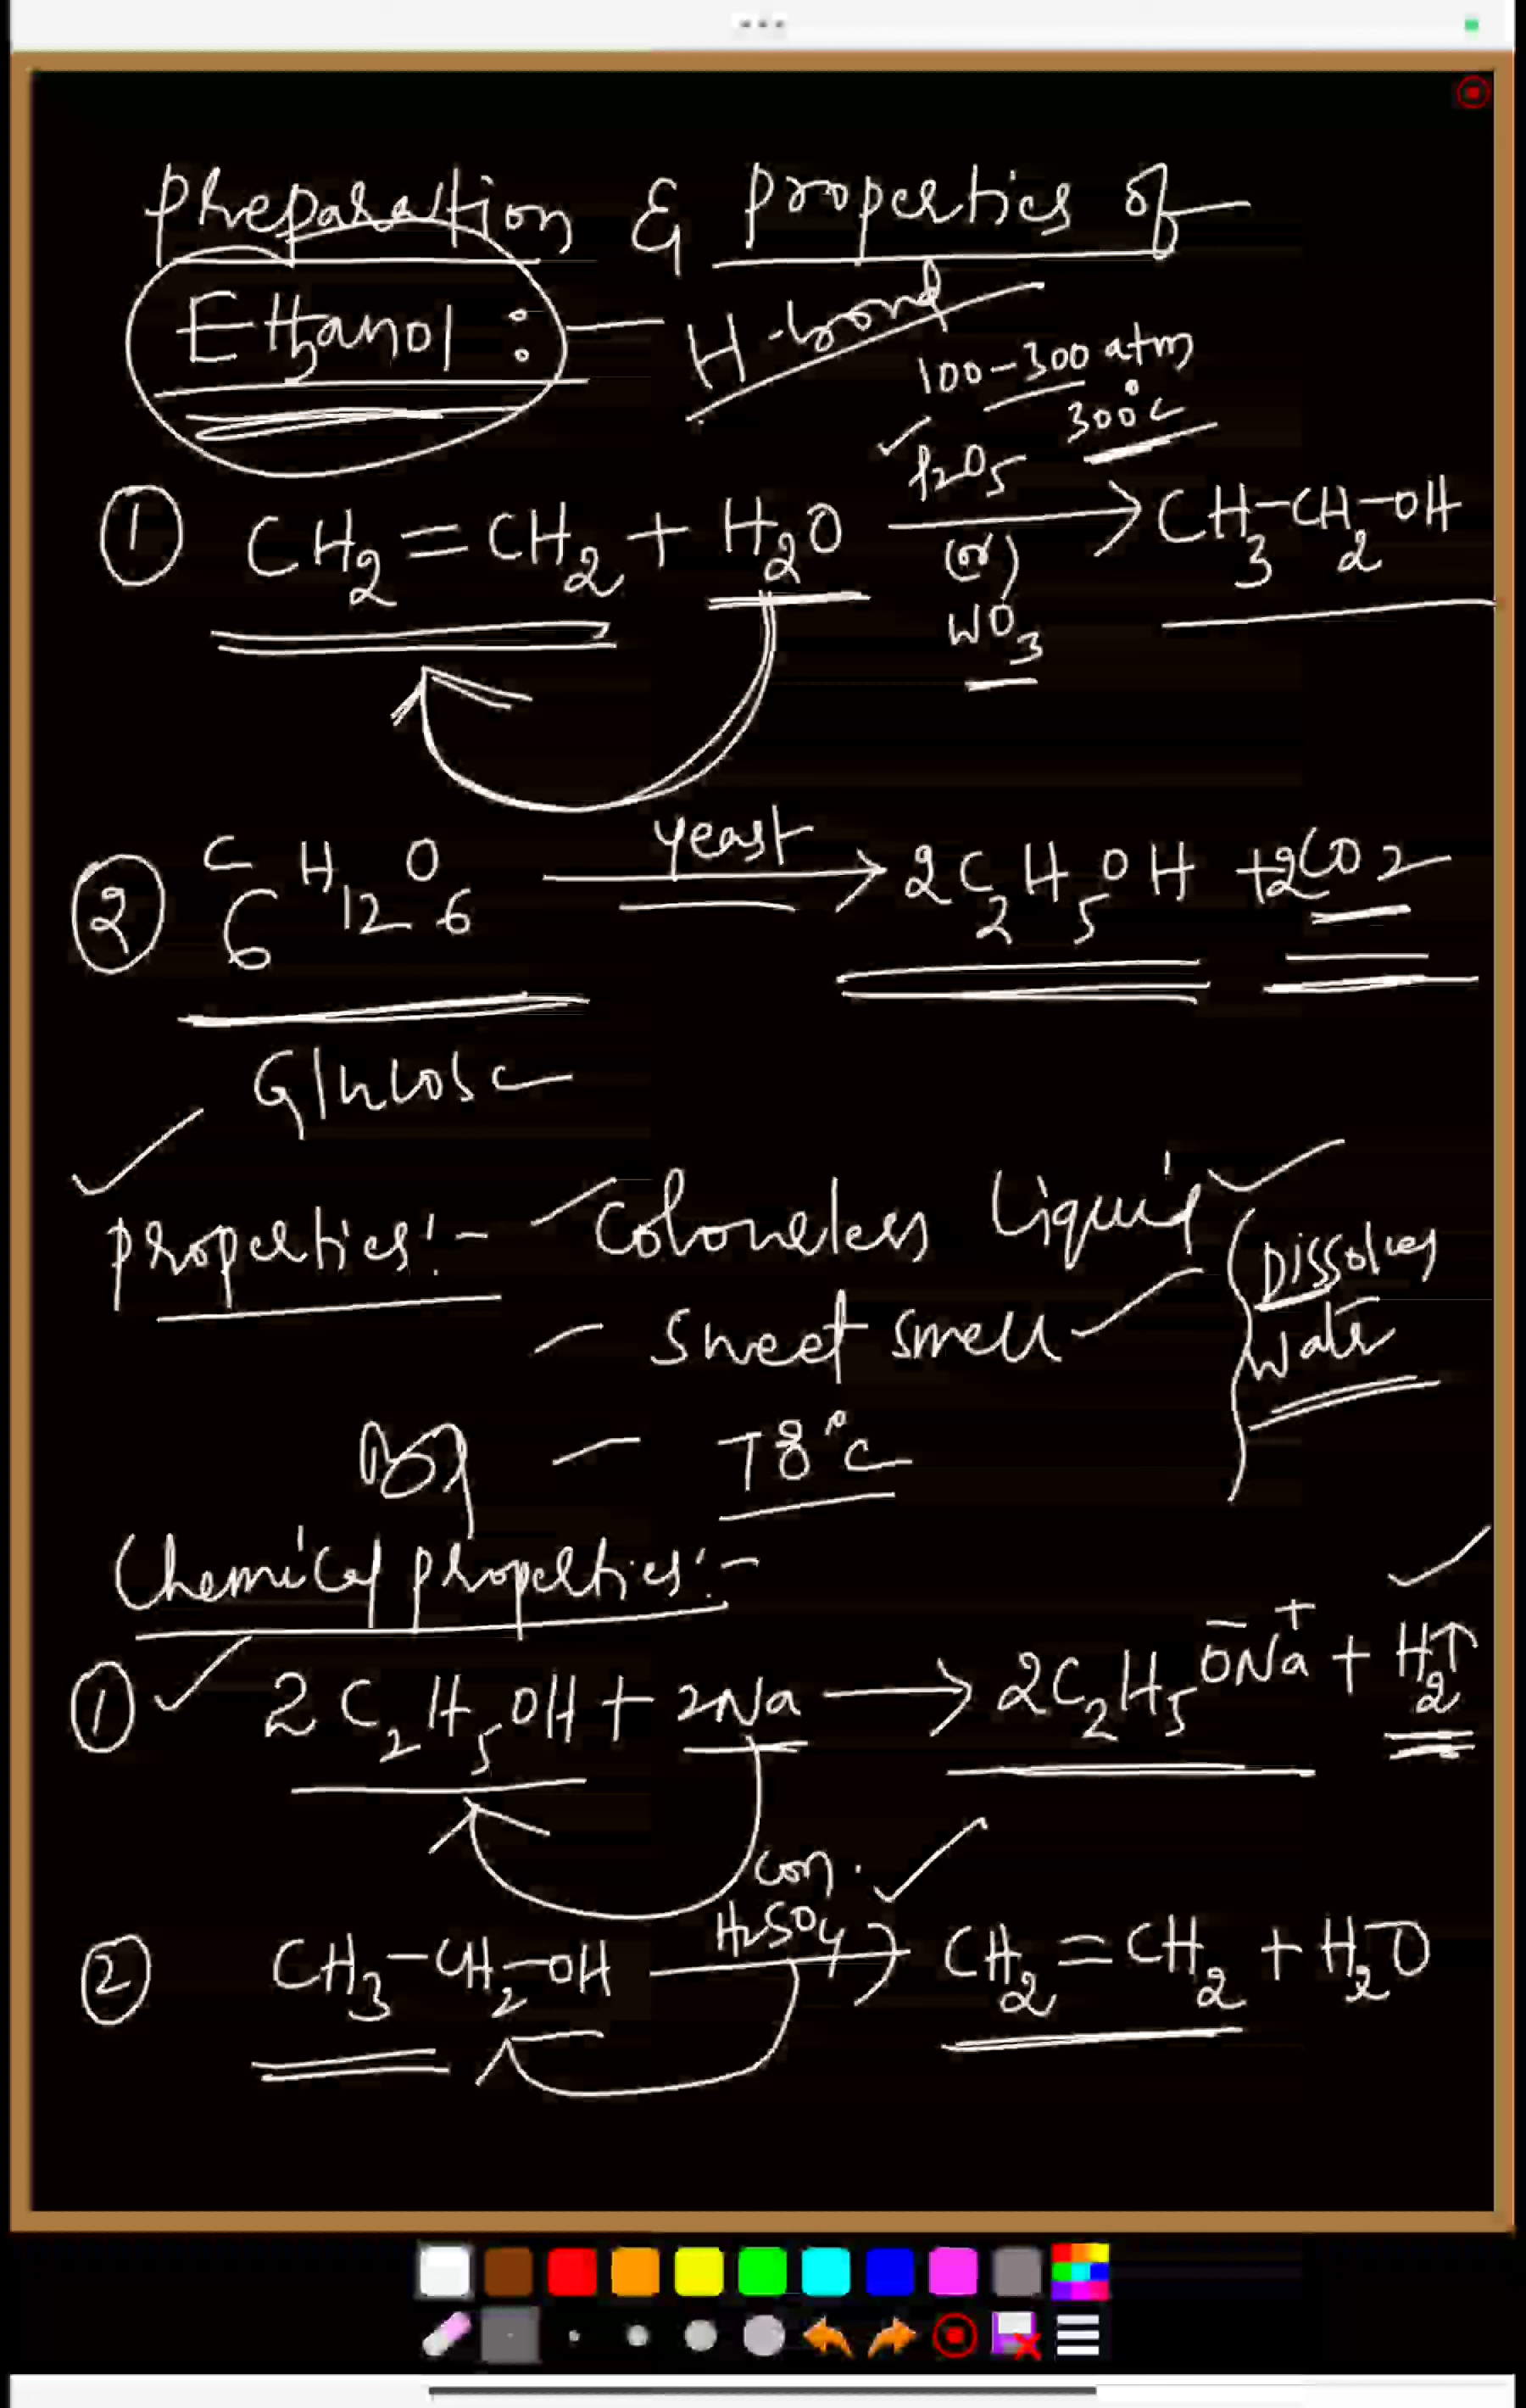 Preparation & Properties of
Ethanol :- H-bond
100-300 atm
300°C
P2O5
CH2=CH2 + H2O → CH3-CH2-OH
①
(or)
WO3
② C6H12O6 yeast → 2C2H5OH + 2CO2
Glucose
Properties:- - Colourless Liquid
- Sweet smell
(Dissolves
Water
BP - 78°C
Chemical properties:-
① 2C2H5OH + 2Na → 2C2H5O⁻Na⁺ + H2↑
con.
H2SO4
② CH3-CH2-OH → CH2=CH2 + H2O